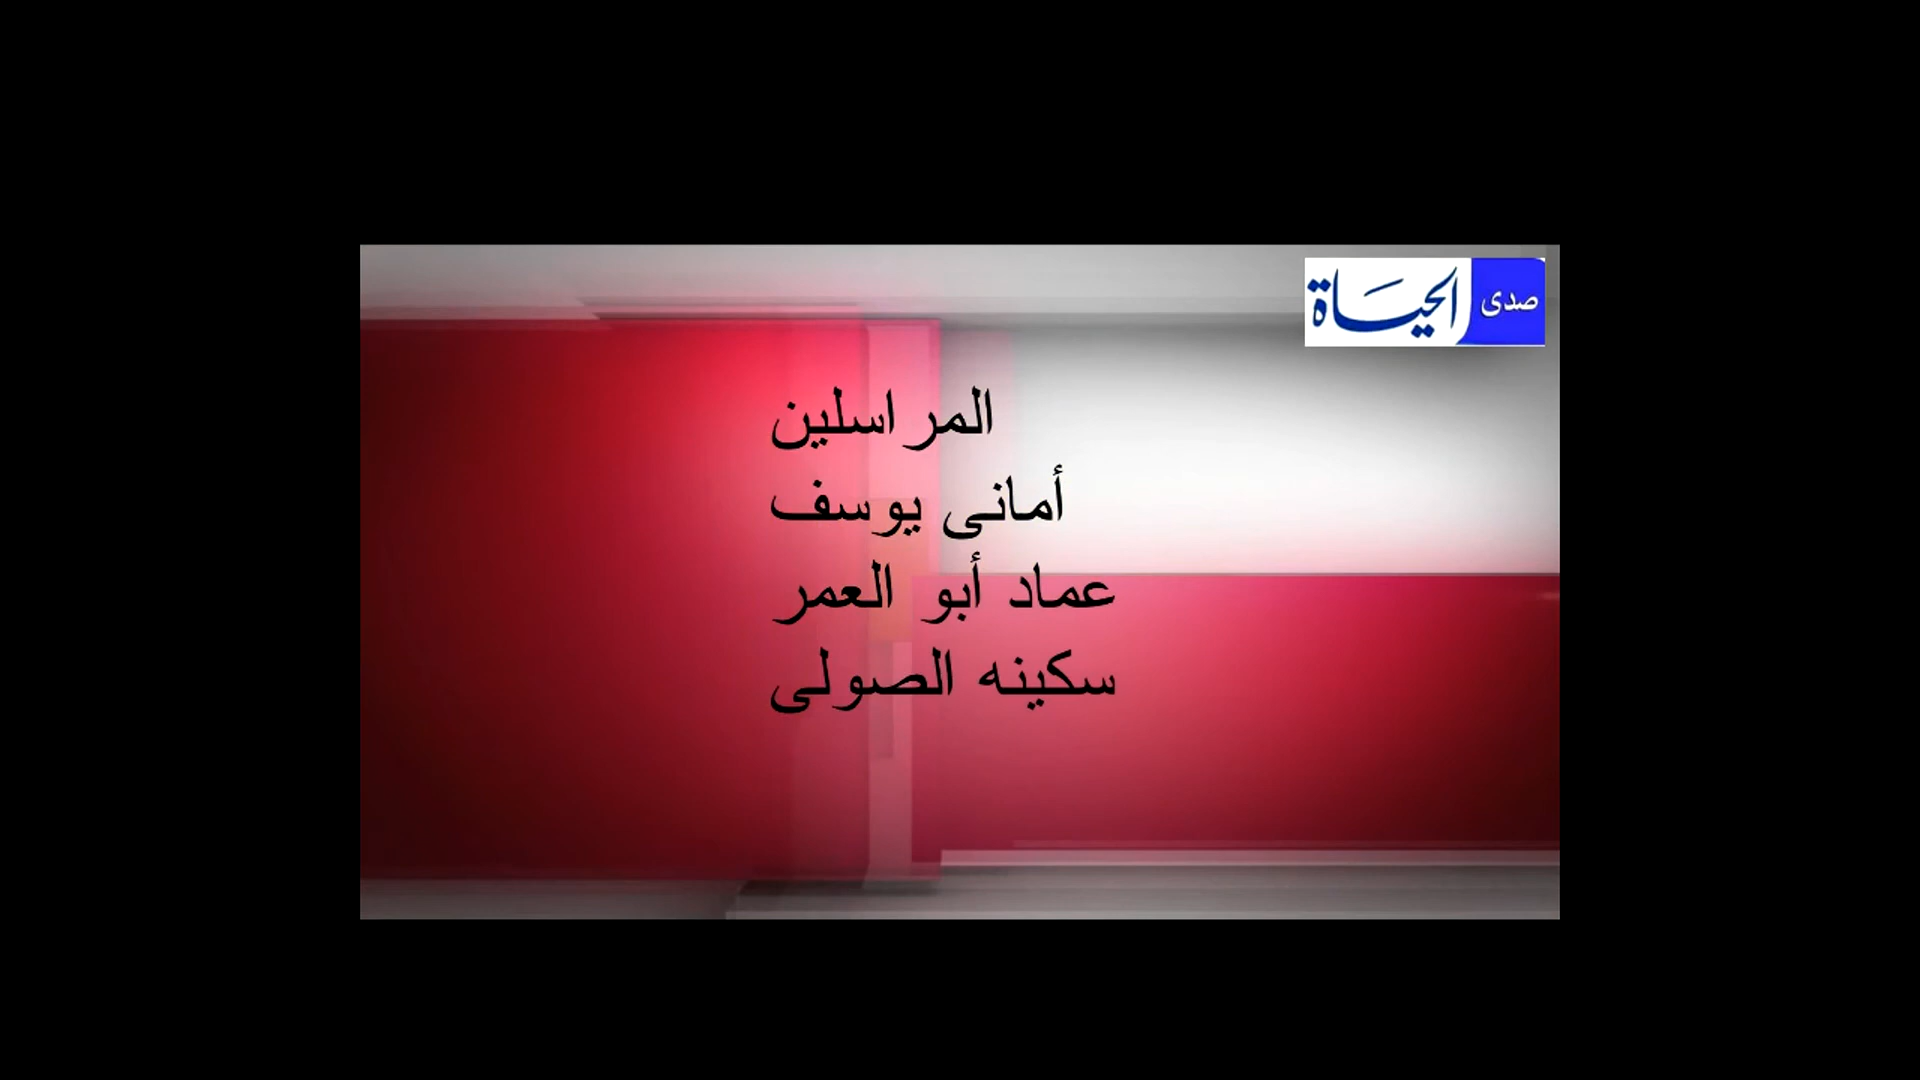 صدى الحياة
المراسلين
أمانى يوسف
عماد أبو العمر
سكينه الصولى